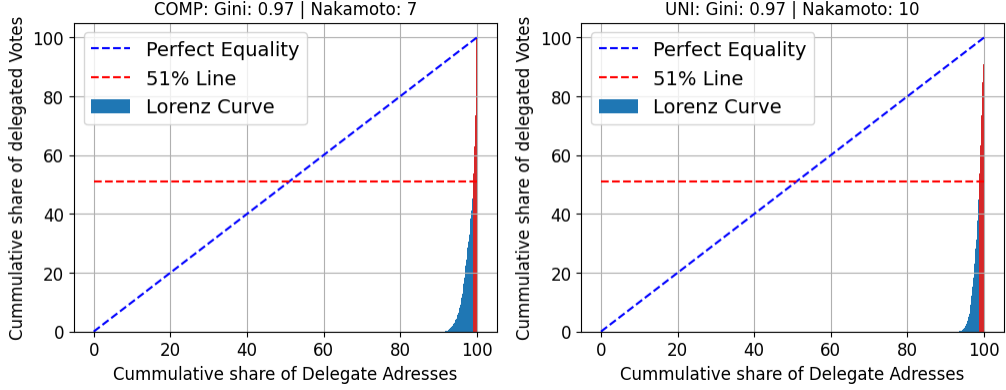 COMP: Gini: 0.97 | Nakamoto: 7
Cummulative share of delegated Votes
100
80
60
40
20
0
Perfect Equality
51% Line
Lorenz Curve
0 20 40 60 80 100
Cummulative share of Delegate Adresses
UNI: Gini: 0.97 | Nakamoto: 10
Cummulative share of delegated Votes
100
80
60
40
20
0
Perfect Equality
51% Line
Lorenz Curve
0 20 40 60 80 100
Cummulative share of Delegate Adresses